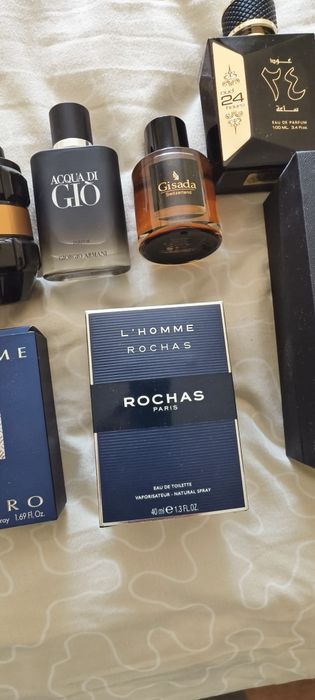 ACQUA DI
GIÒ
GIORGIO ARMANI
Gisada
Switzerland
عود
٢٤
ساعة
oud
24
hours
EAU DE PARFUM
100 ML. 3.4 Fl.oz.
ME
RO
ray 1.69 Fl. Oz.
L'HOMME
ROCHAS
ROCHAS
PARIS
EAU DE TOILETTE
VAPORISATEUR - NATURAL SPRAY
40 ml ℮ 1.3 FL.OZ.